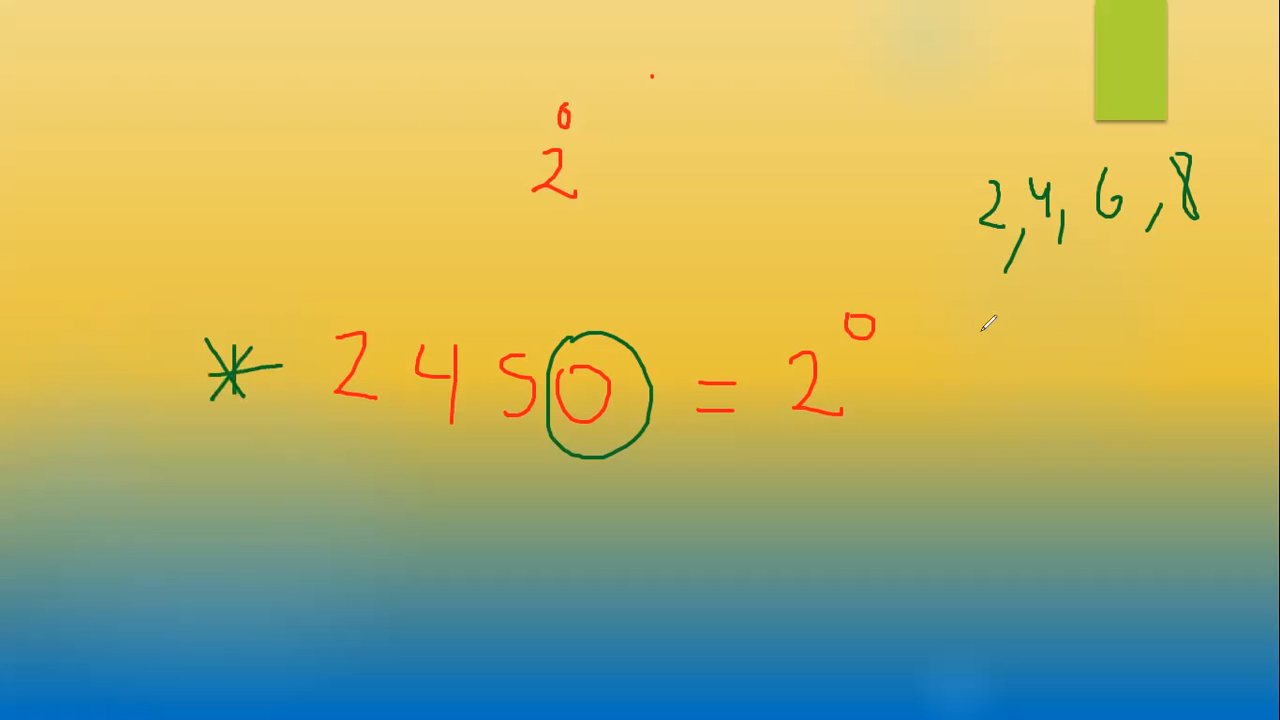 2⁰
2, 4, 6, 8
* 2450 = 2⁰